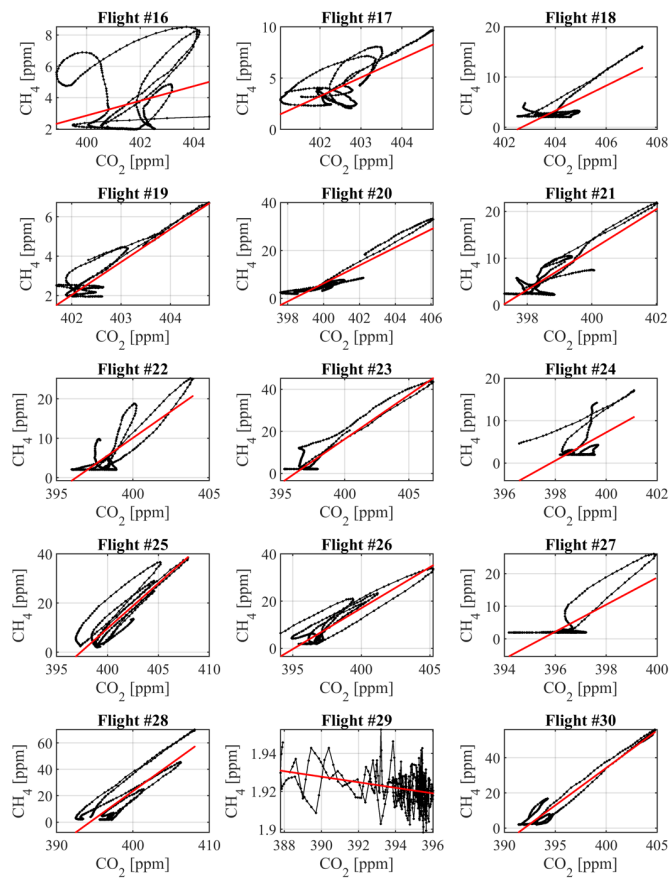 Flight #16 Flight #17 Flight #18
CH4 [ppm] 8 6 4 2 CH4 [ppm] 10 5 0 CH4 [ppm] 20 10 0
400 402 404 402 404 402 404 406 408
CO2 [ppm] CO2 [ppm] CO2 [ppm]
Flight #19 Flight #20 Flight #21
CH4 [ppm] 6 4 2 CH4 [ppm] 40 20 0 CH4 [ppm] 20 10 0
402 403 404 398 400 402 404 406 398 400 402
CO2 [ppm] CO2 [ppm] CO2 [ppm]
Flight #22 Flight #23 Flight #24
CH4 [ppm] 20 10 0 CH4 [ppm] 40 20 0 CH4 [ppm] 20 10 0
395 400 405 395 400 405 396 398 400 402
CO2 [ppm] CO2 [ppm] CO2 [ppm]
Flight #25 Flight #26 Flight #27
CH4 [ppm] 40 20 0 CH4 [ppm] 40 20 0 CH4 [ppm] 20 10 0
395 400 405 410 395 400 405 394 396 398 400
CO2 [ppm] CO2 [ppm] CO2 [ppm]
Flight #28 Flight #29 Flight #30
CH4 [ppm] 60 40 20 0 CH4 [ppm] 1.94 1.92 1.9 CH4 [ppm] 40 20 0
390 400 410 388 390 392 394 396 390 395 400 405
CO2 [ppm] CO2 [ppm] CO2 [ppm]